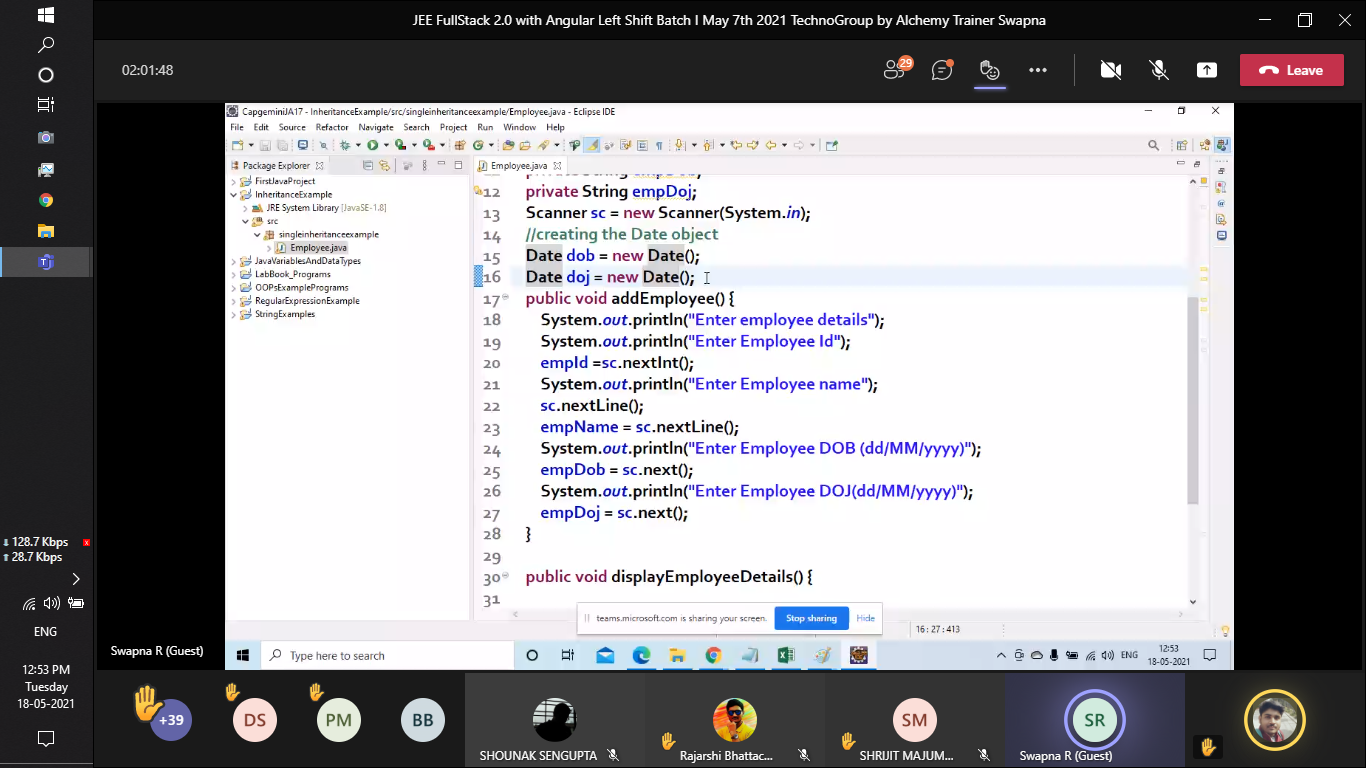 JEE FullStack 2.0 with Angular Left Shift Batch I May 7th 2021 TechnoGroup by Alchemy Trainer Swapna
02:01:48
29
Leave
CapgeminiJA17 - InheritanceExample/src/singleinheritanceexample/Employee.java - Eclipse IDE
File Edit Source Refactor Navigate Search Project Run Window Help
Package Explorer
Employee.java
FirstJavaProject
InheritanceExample
JRE System Library [JavaSE-1.8]
src
singleinheritanceexample
Employee.java
JavaVariablesAndDataTypes
LabBook_Programs
OOPsExamplePrograms
RegularExpressionExample
StringExamples
12 private String empDoj;
13 Scanner sc = new Scanner(System.in);
14 //creating the Date object
15 Date dob = new Date();
16 Date doj = new Date();
17 public void addEmployee() {
18 System.out.println("Enter employee details");
19 System.out.println("Enter Employee Id");
20 empId =sc.nextInt();
21 System.out.println("Enter Employee name");
22 sc.nextLine();
23 empName = sc.nextLine();
24 System.out.println("Enter Employee DOB (dd/MM/yyyy)");
25 empDob = sc.next();
26 System.out.println("Enter Employee DOJ(dd/MM/yyyy)");
27 empDoj = sc.next();
28 }
29
30 public void displayEmployeeDetails() {
31
teams.microsoft.com is sharing your screen. Stop sharing Hide
16 : 27 : 413
Swapna R (Guest)
Type here to search
ENG
12:53
18-05-2021
128.7 Kbps
28.7 Kbps
ENG
12:53 PM
Tuesday
18-05-2021
+39
DS
PM
BB
SHOUNAK SENGUPTA
Rajarshi Bhattac...
SM
SHRIJIT MAJUM...
SR
Swapna R (Guest)